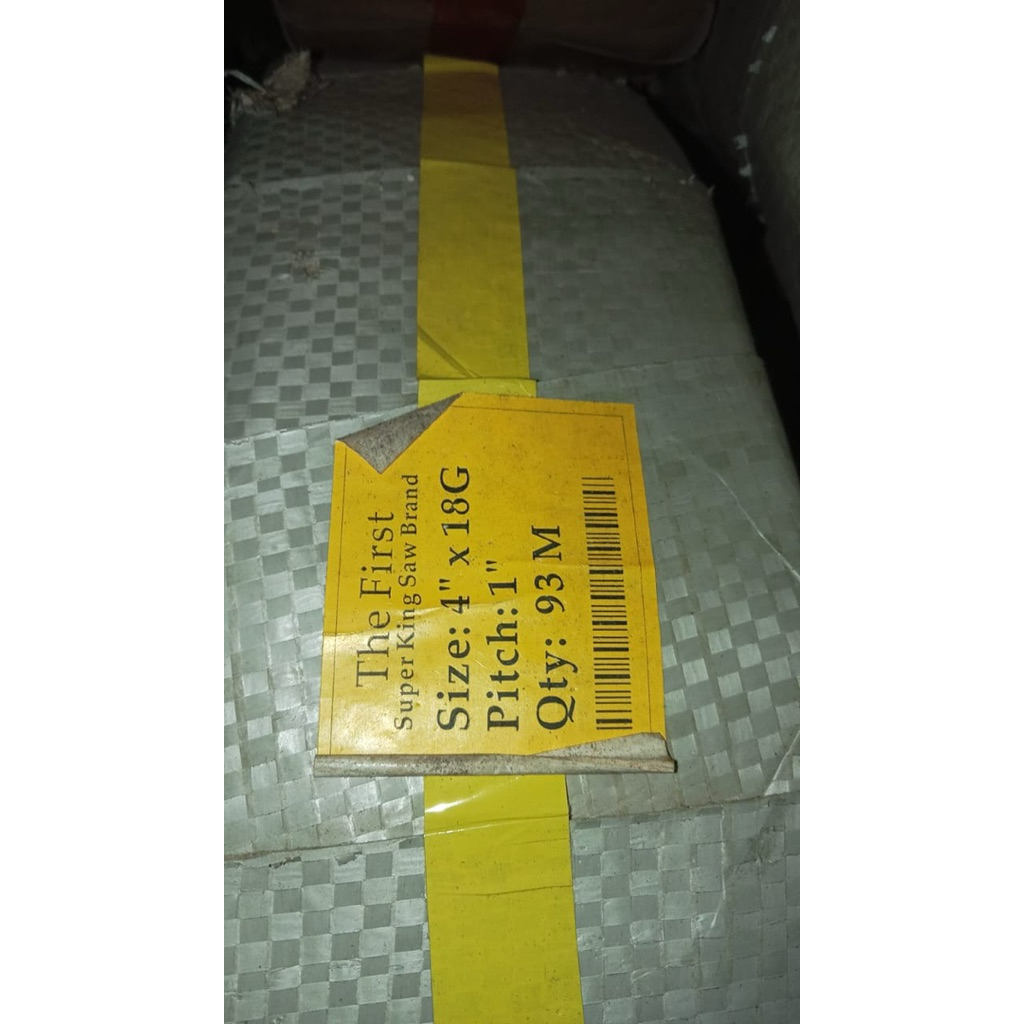 The First
Super King Saw Brand
Size: 4" x 18G
Pitch: 1"
Qty: 93 M